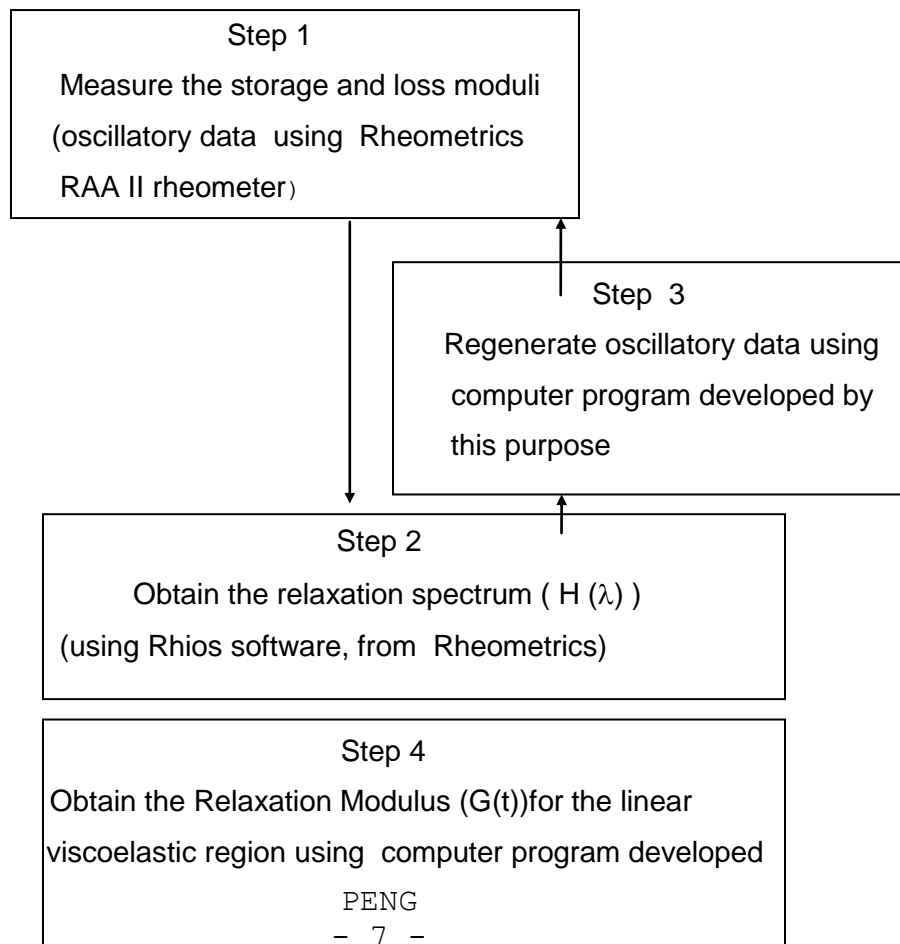 Step 1
Measure the storage and loss moduli
(oscillatory data using Rheometrics
RAA II rheometer)
Step 3
Regenerate oscillatory data using
computer program developed by
this purpose
Step 2
Obtain the relaxation spectrum ( H (λ) )
(using Rhios software, from Rheometrics)
Step 4
Obtain the Relaxation Modulus (G(t))for the linear
viscoelastic region using computer program developed
PENG
- 7 -